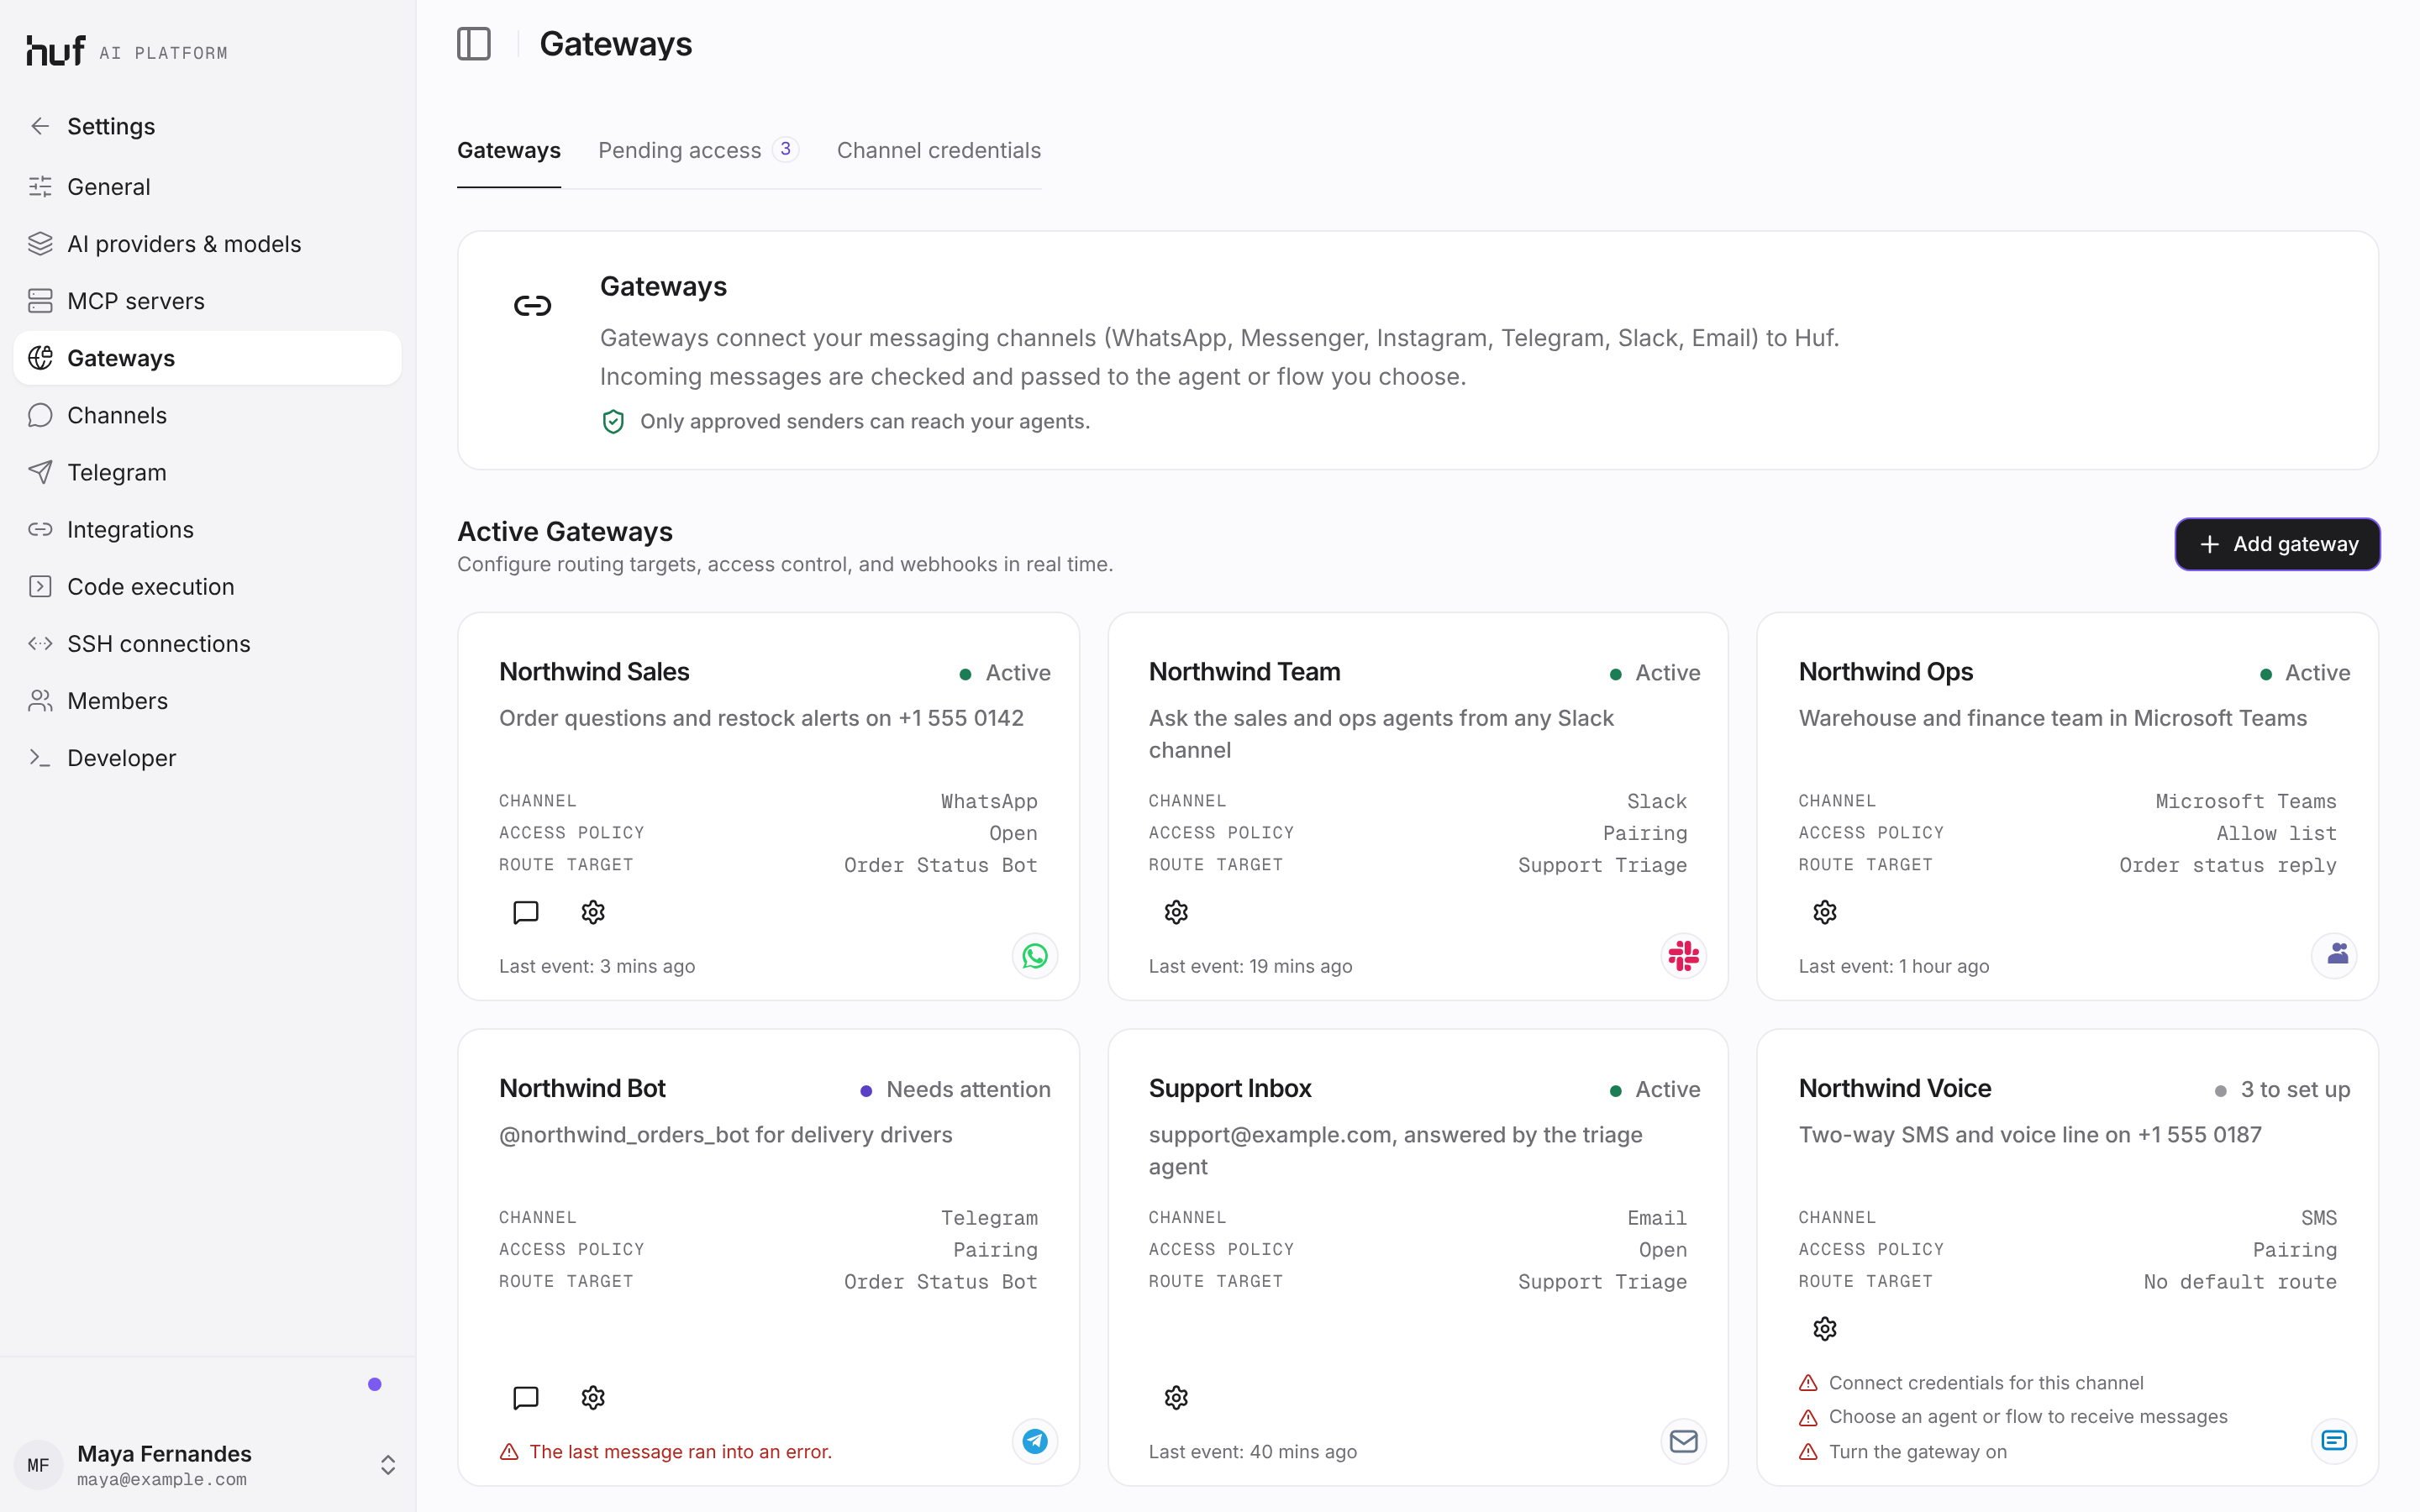 huf AI PLATFORM
Settings
General
AI providers & models
MCP servers
Gateways
Channels
Telegram
Integrations
Code execution
SSH connections
Members
Developer
MF
Maya Fernandes
maya@example.com
Gateways
Gateways
Pending access 3
Channel credentials
Gateways
Gateways connect your messaging channels (WhatsApp, Messenger, Instagram, Telegram, Slack, Email) to Huf.
Incoming messages are checked and passed to the agent or flow you choose.
Only approved senders can reach your agents.
Active Gateways
Configure routing targets, access control, and webhooks in real time.
Add gateway
Northwind Sales
Active
Order questions and restock alerts on +1 555 0142
CHANNEL WhatsApp
ACCESS POLICY Open
ROUTE TARGET Order Status Bot
Last event: 3 mins ago
Northwind Team
Active
Ask the sales and ops agents from any Slack
channel
CHANNEL Slack
ACCESS POLICY Pairing
ROUTE TARGET Support Triage
Last event: 19 mins ago
Northwind Ops
Active
Warehouse and finance team in Microsoft Teams
CHANNEL Microsoft Teams
ACCESS POLICY Allow list
ROUTE TARGET Order status reply
Last event: 1 hour ago
Northwind Bot
Needs attention
@northwind_orders_bot for delivery drivers
CHANNEL Telegram
ACCESS POLICY Pairing
ROUTE TARGET Order Status Bot
The last message ran into an error.
Support Inbox
Active
support@example.com, answered by the triage
agent
CHANNEL Email
ACCESS POLICY Open
ROUTE TARGET Support Triage
Last event: 40 mins ago
Northwind Voice
3 to set up
Two-way SMS and voice line on +1 555 0187
CHANNEL SMS
ACCESS POLICY Pairing
ROUTE TARGET No default route
Connect credentials for this channel
Choose an agent or flow to receive messages
Turn the gateway on